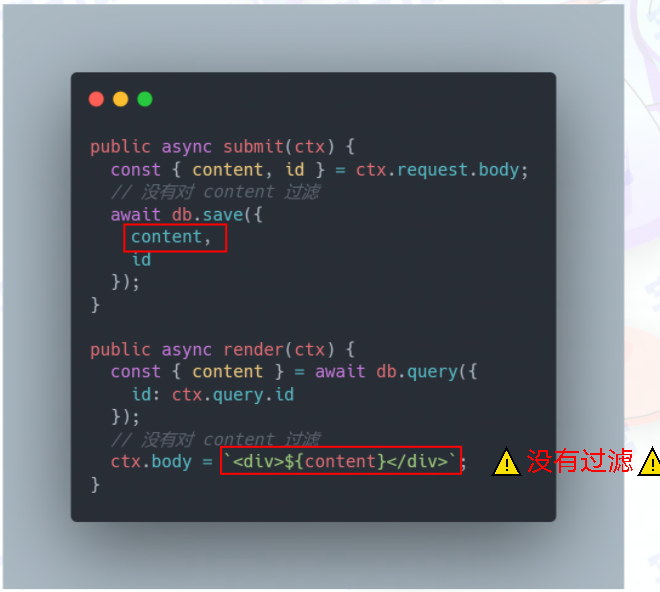 public async submit(ctx) {
const { content, id } = ctx.request.body;
// 没有对 content 过滤
await db.save({
content,
id
});
}
public async render(ctx) {
const { content } = await db.query({
id: ctx.query.id
});
// 没有对 content 过滤
ctx.body = `<div>${content}</div>`; 没有过滤
}